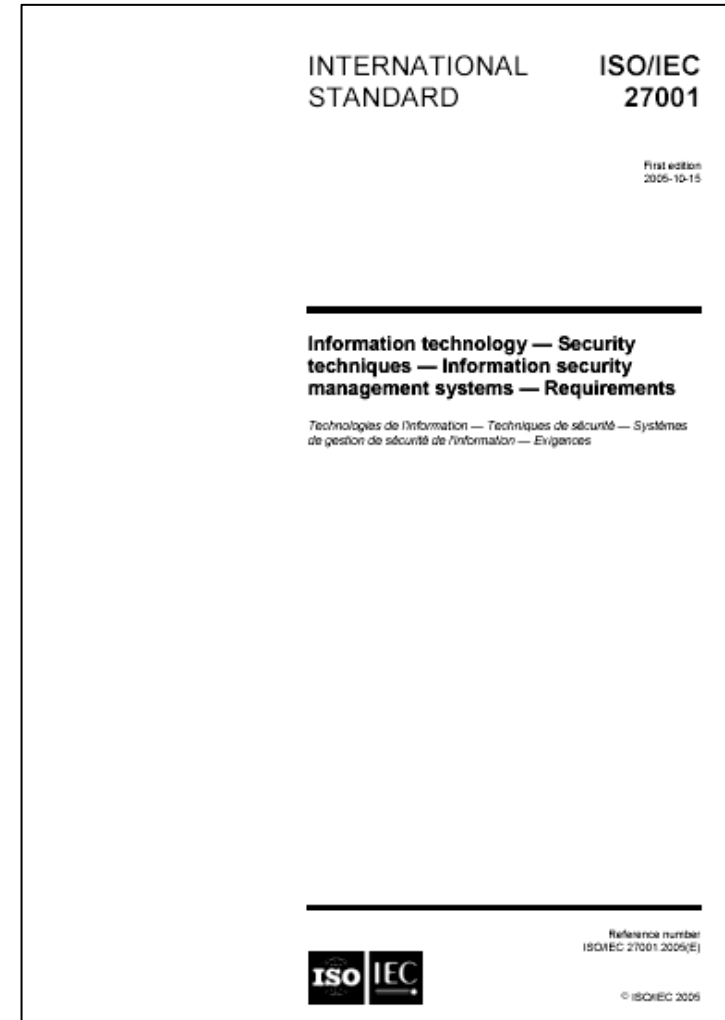 INTERNATIONAL
STANDARD
ISO/IEC
27001
First edition
2005-10-15
Information technology — Security
techniques — Information security
management systems — Requirements
Technologies de l'information — Techniques de sécurité — Systèmes
de gestion de sécurité de l'information — Exigences
Reference number
ISO/IEC 27001:2005(E)
ISO IEC
© ISO/IEC 2005